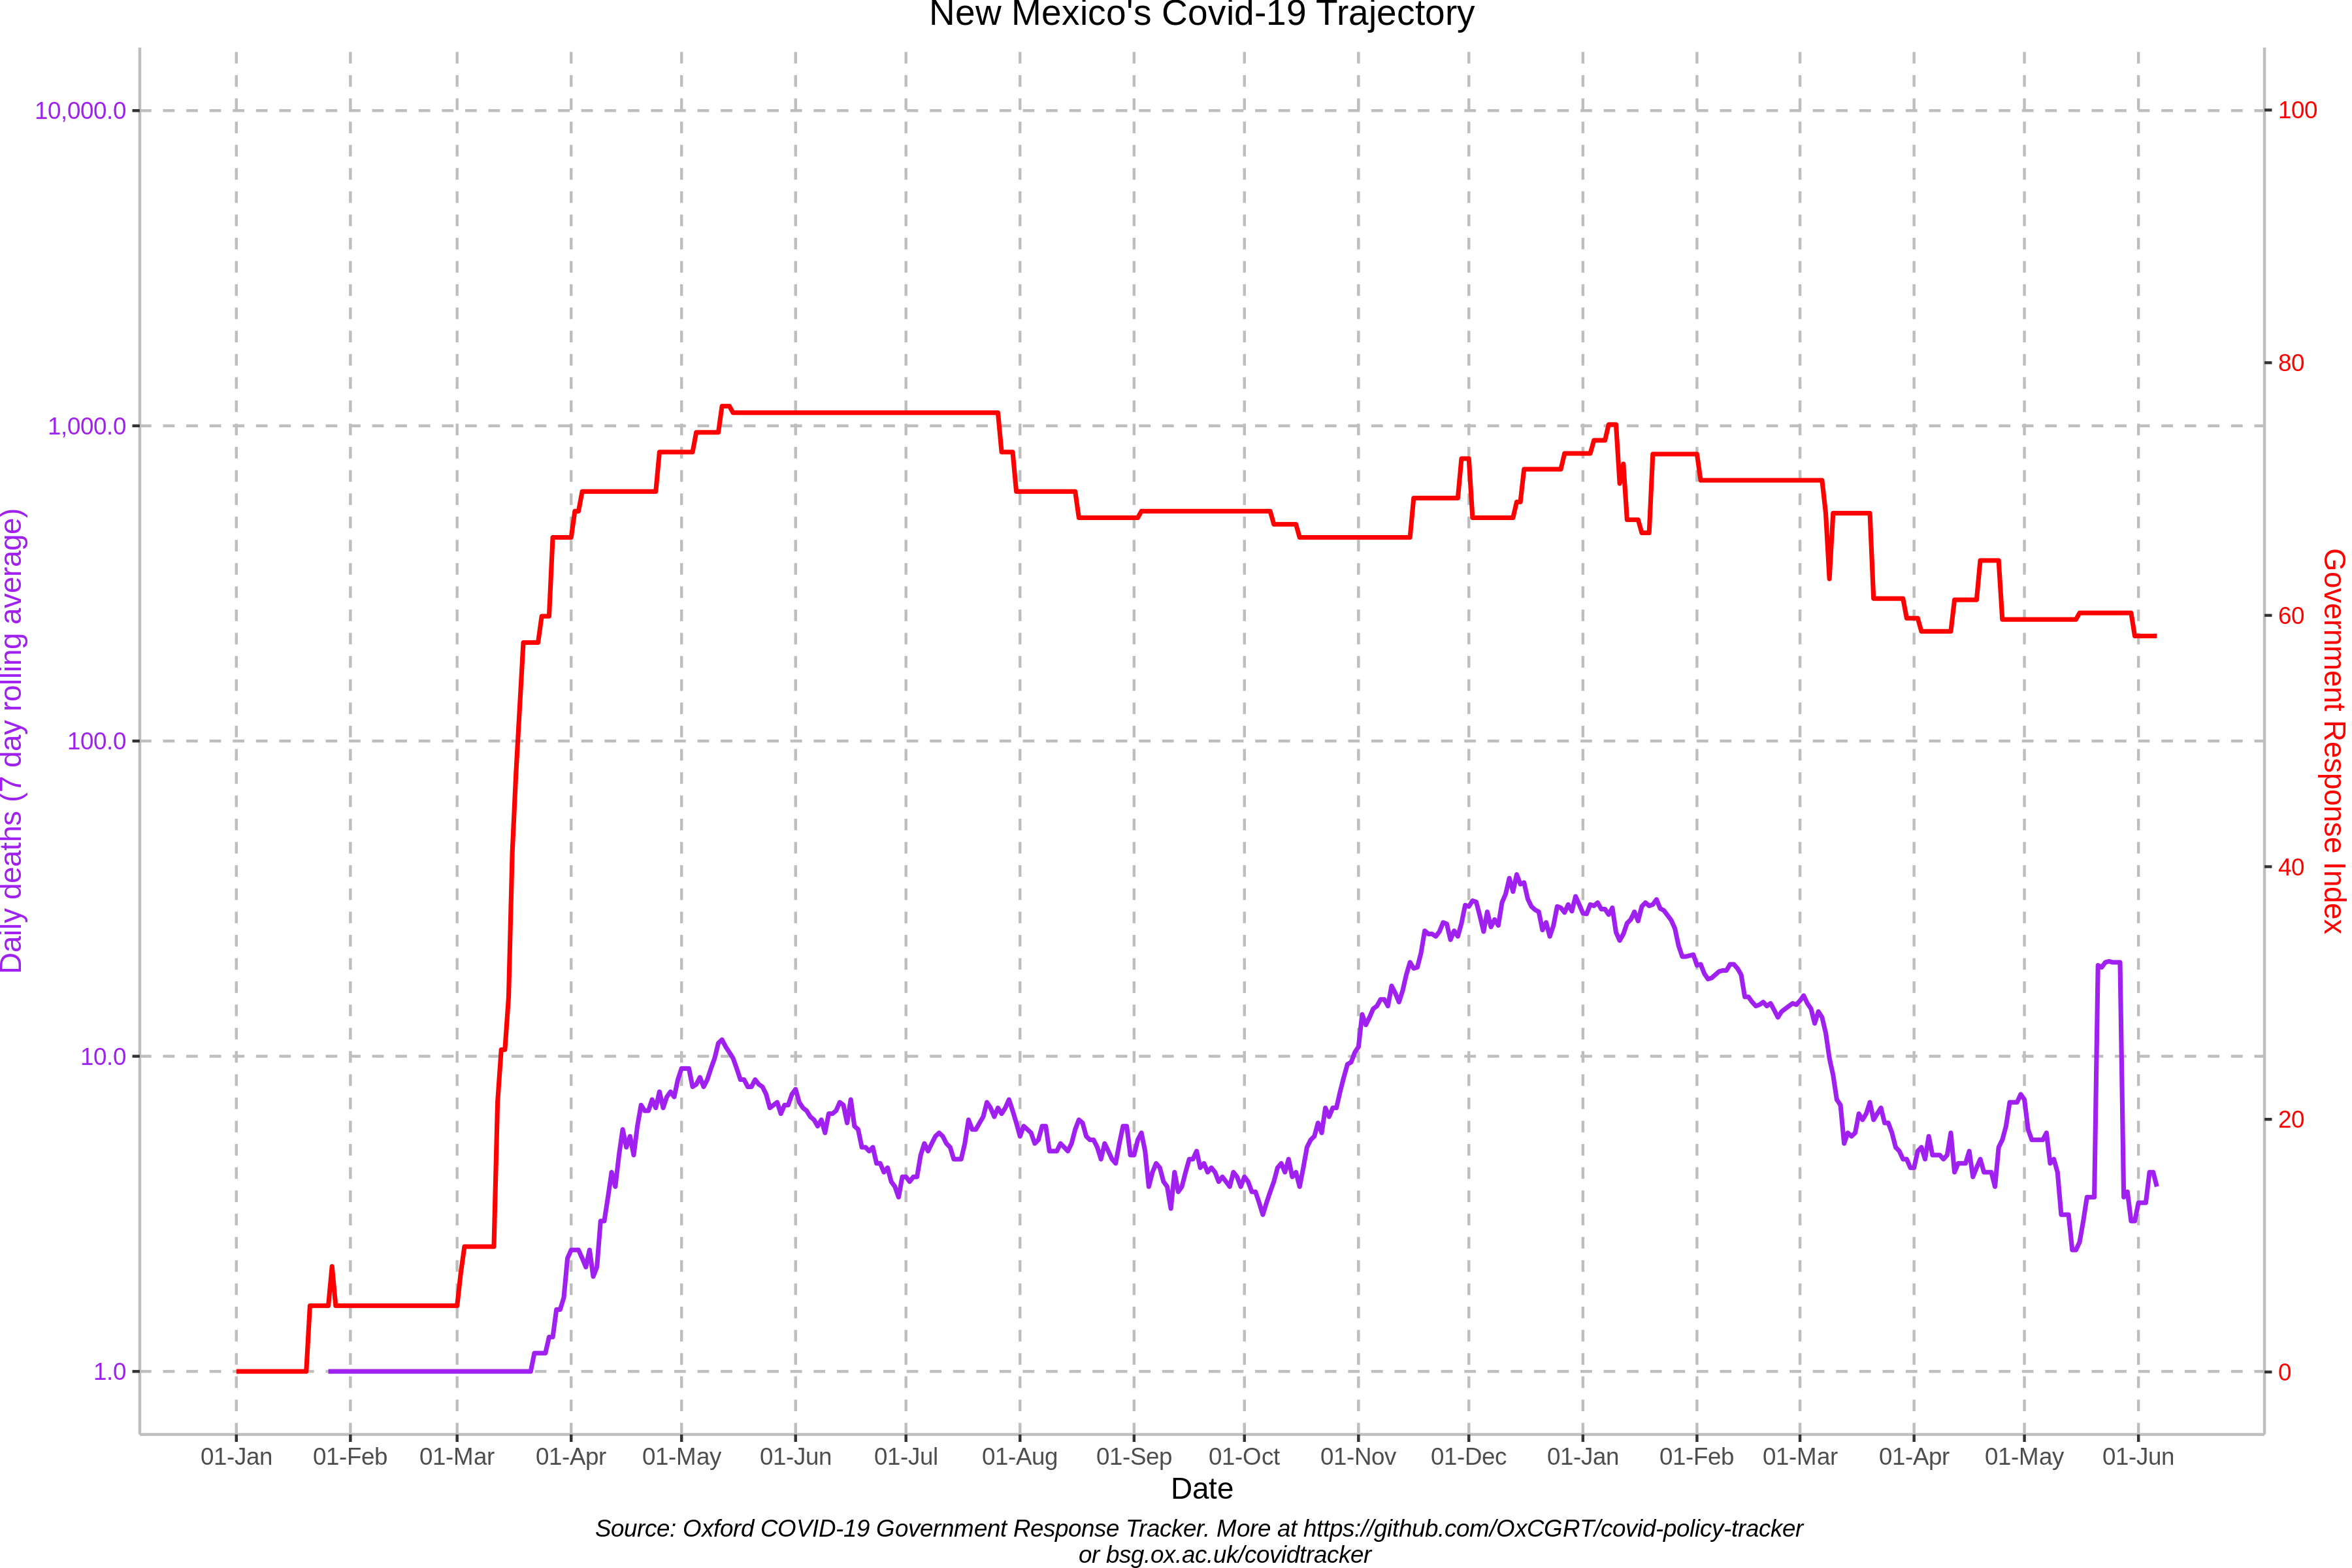 New Mexico's Covid-19 Trajectory
10,000.0
1,000.0
100.0
10.0
1.0
Daily deaths (7 day rolling average)
100
80
60
40
20
0
Government Response Index
01-Jan 01-Feb 01-Mar 01-Apr 01-May 01-Jun 01-Jul 01-Aug 01-Sep 01-Oct 01-Nov 01-Dec 01-Jan 01-Feb 01-Mar 01-Apr 01-May 01-Jun
Date
Source: Oxford COVID-19 Government Response Tracker. More at https://github.com/OxCGRT/covid-policy-tracker
or bsg.ox.ac.uk/covidtracker